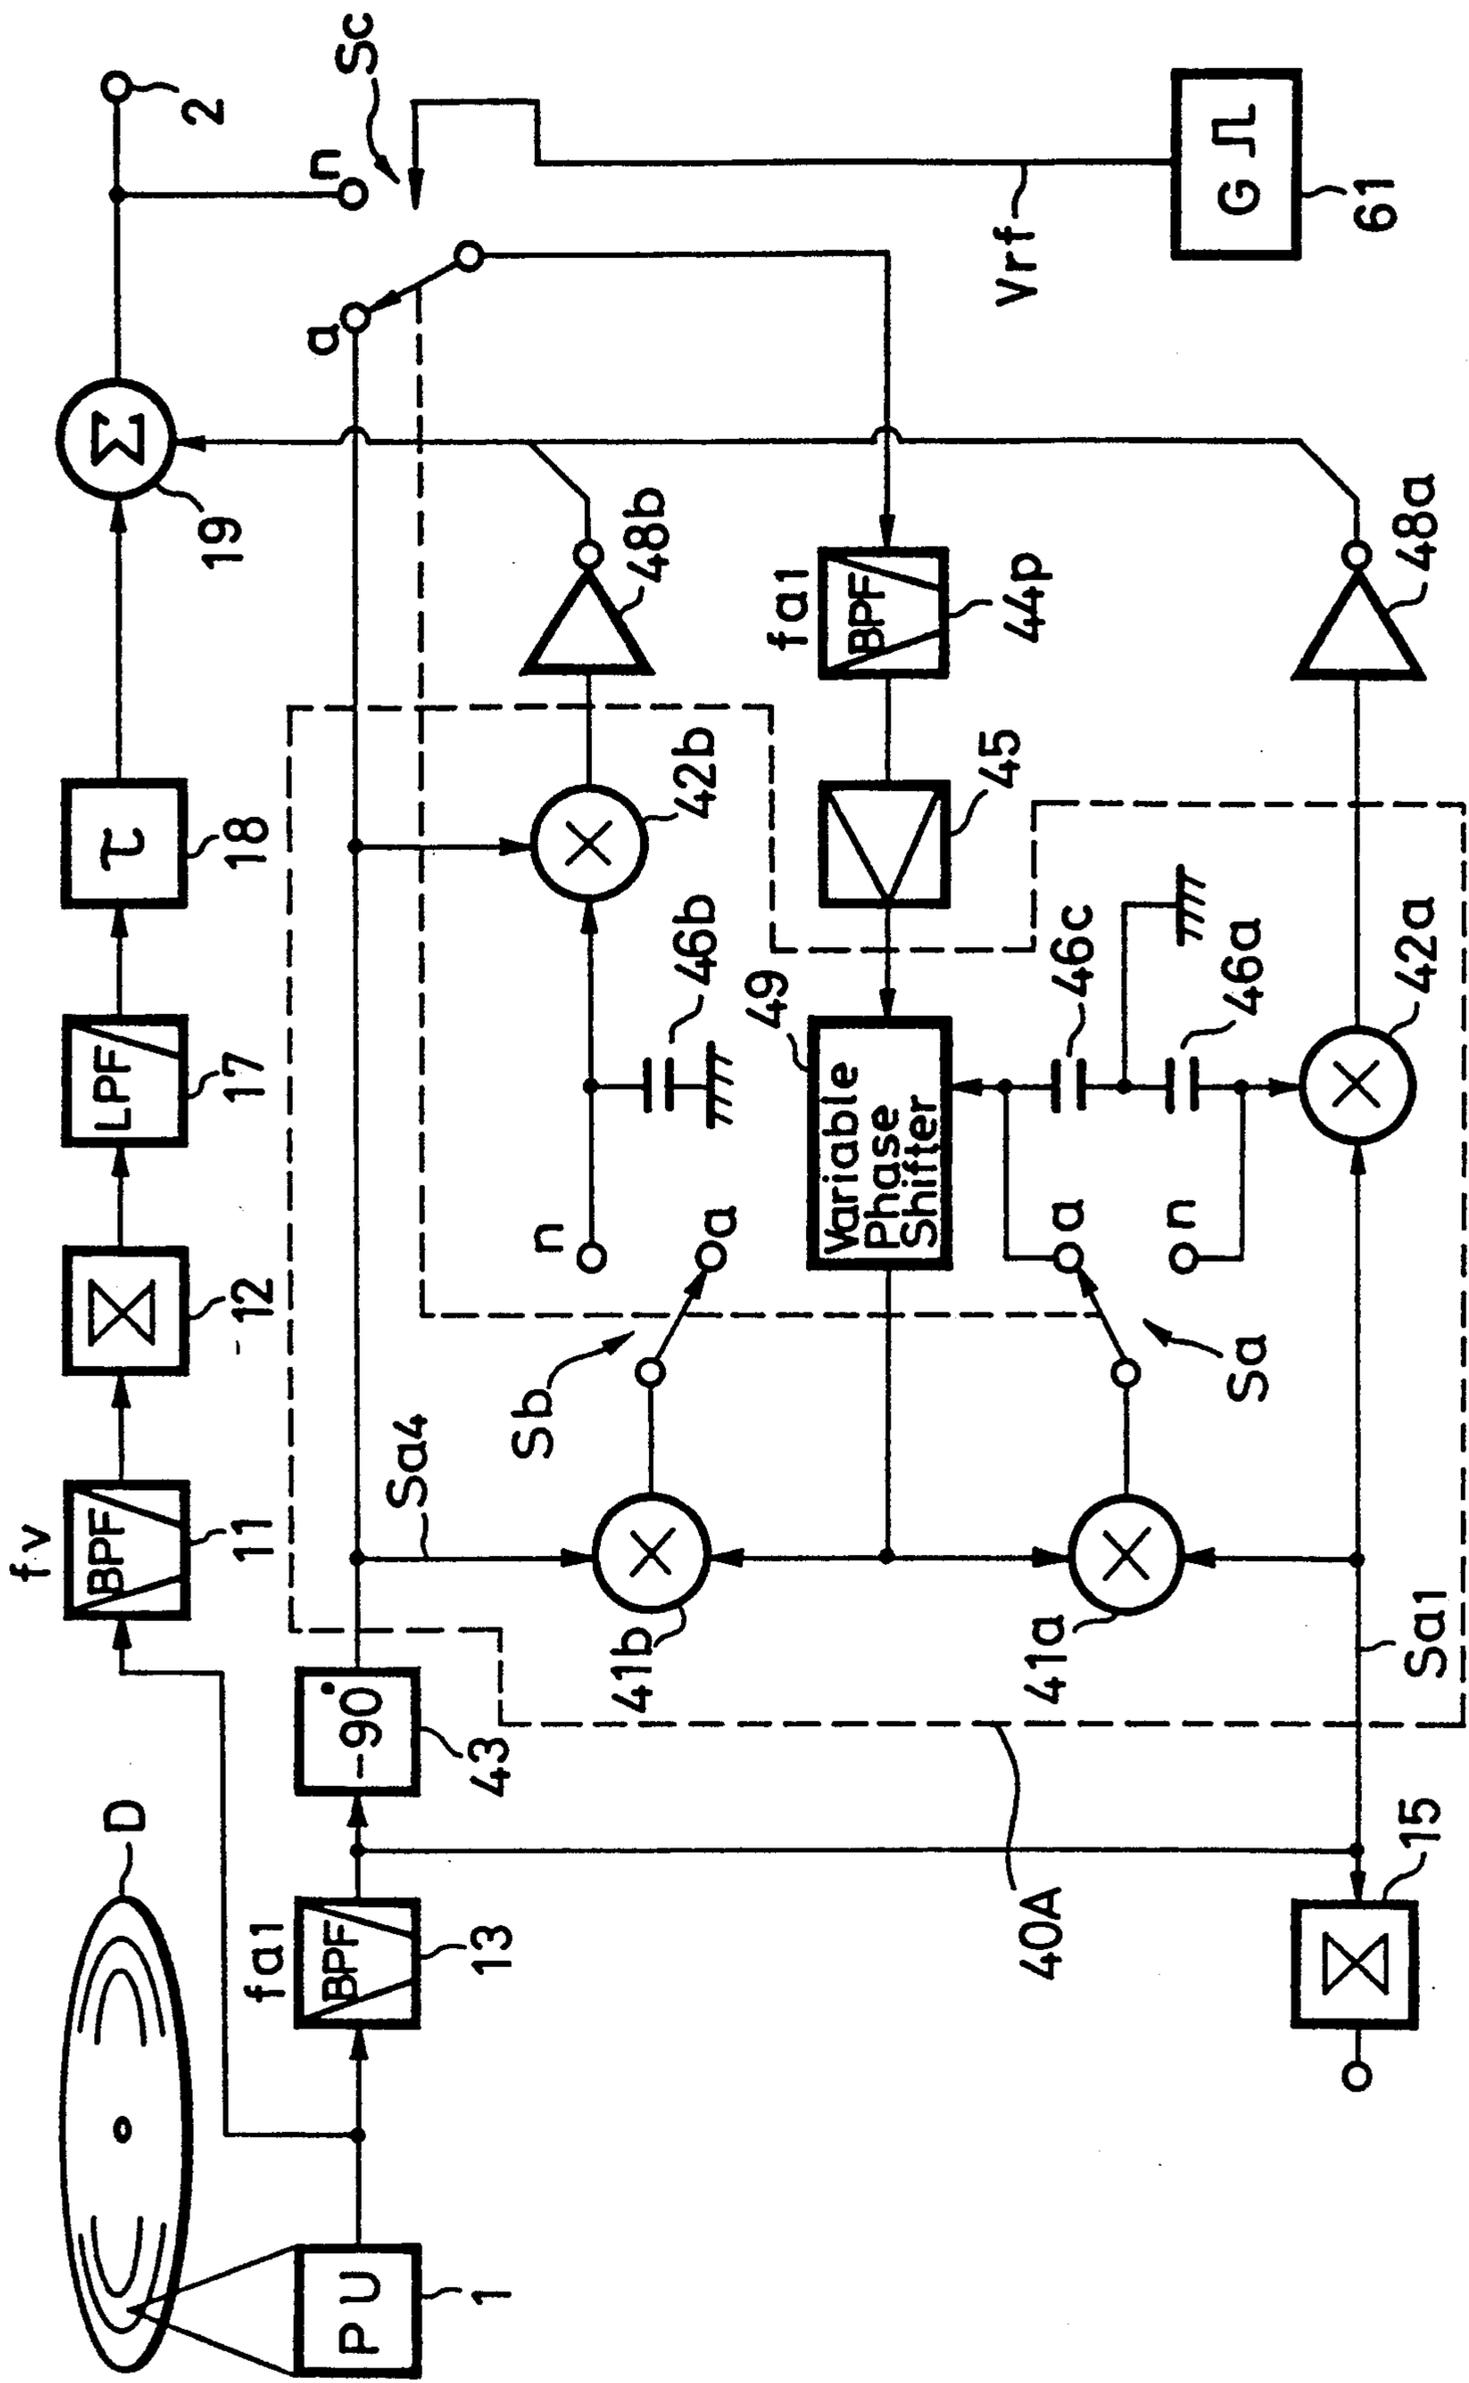 D
fv
BPF
11
12
LPF
17
τ
18
Σ
19
2
PU
1
fa1
BPF
13
-90°
43
Sa4
a
n
Sc
41b
Sb
n
a
46b
42b
48b
Variable
Phase
Shifter
49
45
fa1
BPF
44p
Vrf
G
61
40A
41a
Sa
a
n
46c
46a
15
Sa1
42a
48a